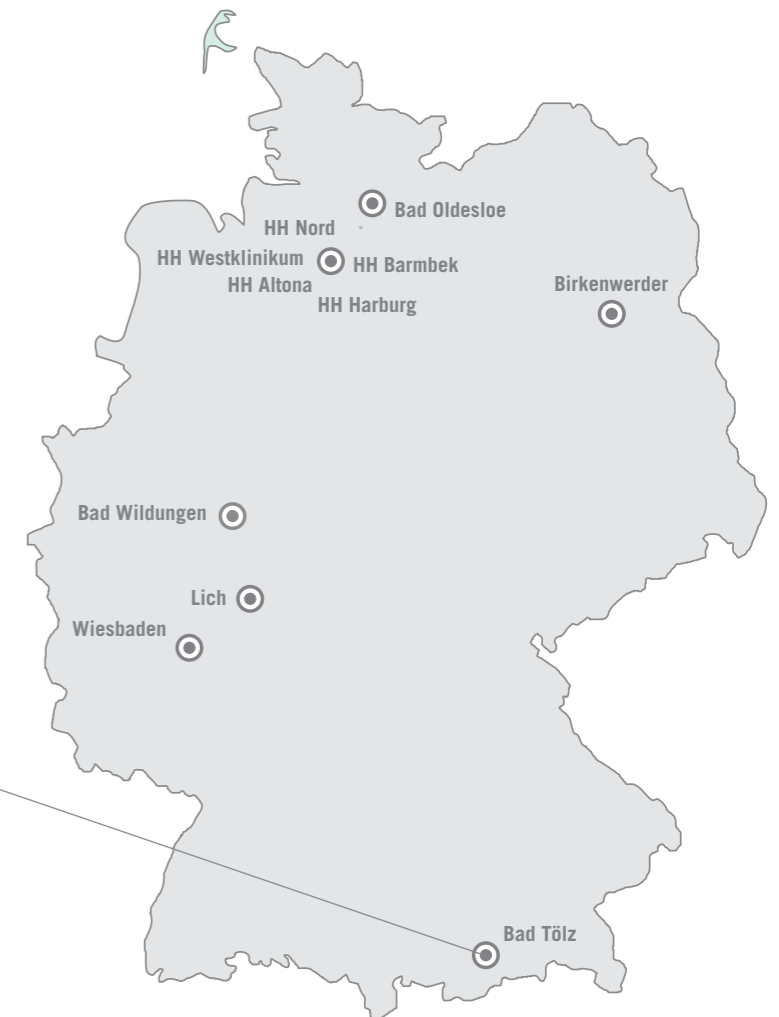 Bad Oldesloe
HH Nord
HH Westklinikum
HH Barmbek
HH Altona
HH Harburg
Birkenwerder
Bad Wildungen
Lich
Wiesbaden
Bad Tölz